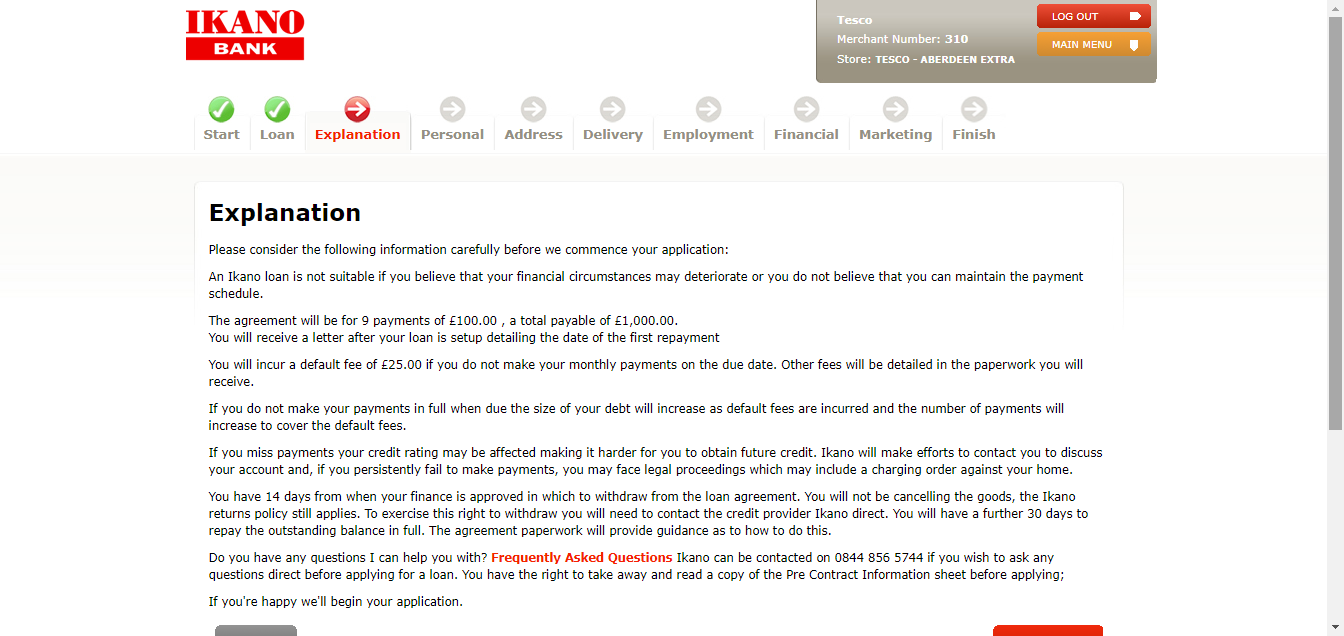 IKANO
BANK
Tesco
Merchant Number: 310
Store: TESCO - ABERDEEN EXTRA
LOG OUT
MAIN MENU
Start
Loan
Explanation
Personal
Address
Delivery
Employment
Financial
Marketing
Finish
Explanation
Please consider the following information carefully before we commence your application:
An Ikano loan is not suitable if you believe that your financial circumstances may deteriorate or you do not believe that you can maintain the payment
schedule.
The agreement will be for 9 payments of £100.00 , a total payable of £1,000.00.
You will receive a letter after your loan is setup detailing the date of the first repayment
You will incur a default fee of £25.00 if you do not make your monthly payments on the due date. Other fees will be detailed in the paperwork you will
receive.
If you do not make your payments in full when due the size of your debt will increase as default fees are incurred and the number of payments will
increase to cover the default fees.
If you miss payments your credit rating may be affected making it harder for you to obtain future credit. Ikano will make efforts to contact you to discuss
your account and, if you persistently fail to make payments, you may face legal proceedings which may include a charging order against your home.
You have 14 days from when your finance is approved in which to withdraw from the loan agreement. You will not be cancelling the goods, the Ikano
returns policy still applies. To exercise this right to withdraw you will need to contact the credit provider Ikano direct. You will have a further 30 days to
repay the outstanding balance in full. The agreement paperwork will provide guidance as to how to do this.
Do you have any questions I can help you with? Frequently Asked Questions Ikano can be contacted on 0844 856 5744 if you wish to ask any
questions direct before applying for a loan. You have the right to take away and read a copy of the Pre Contract Information sheet before applying;
If you're happy we'll begin your application.